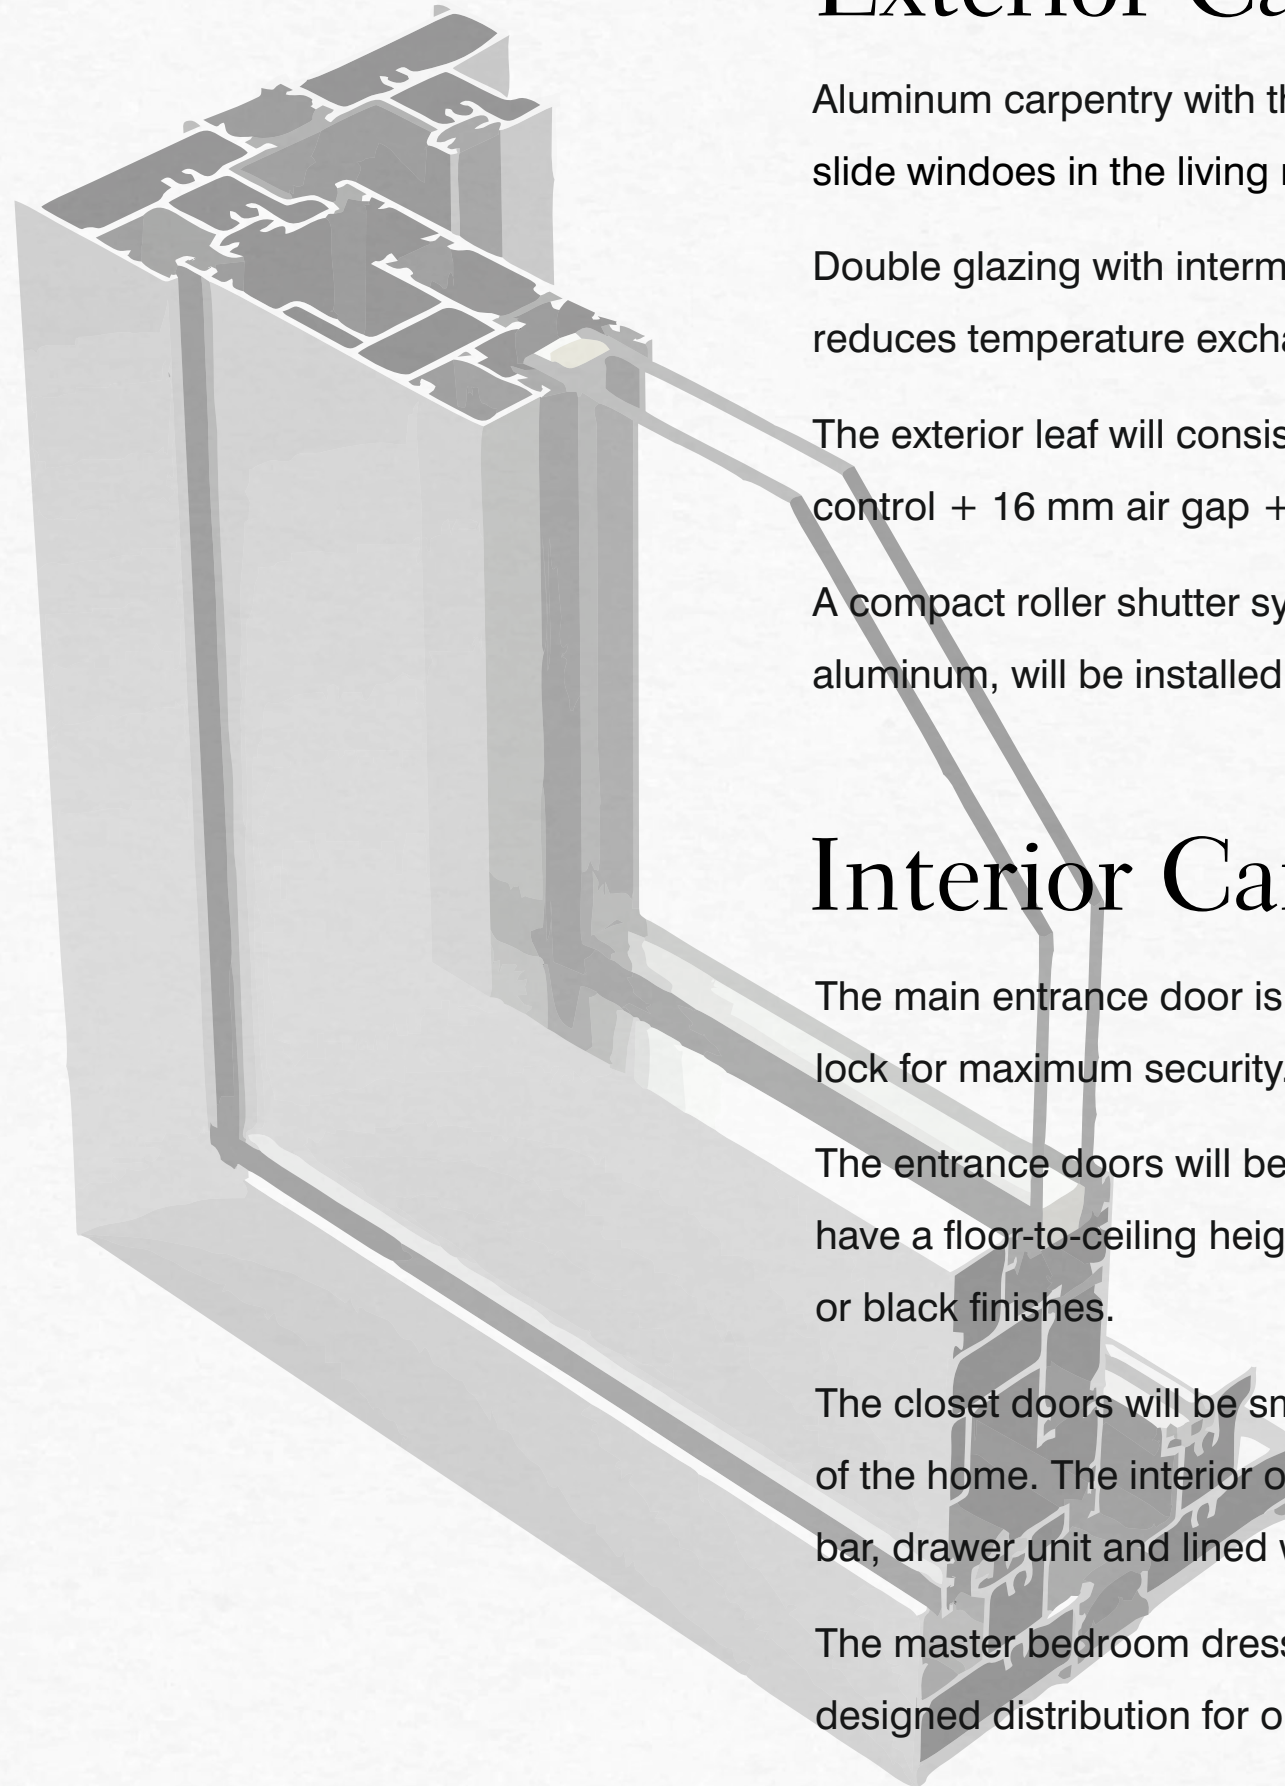 Exterior Ca
Aluminum carpentry with th
slide windoes in the living
Double glazing with interm
reduces temperature excha
The exterior leaf will consis
control + 16 mm air gap +
A compact roller shutter sy
aluminum, will be installed
Interior Car
The main entrance door is
lock for maximum security.
The entrance doors will be
have a floor-to-ceiling heig
or black finishes.
The closet doors will be sm
of the home. The interior o
bar, drawer unit and lined
The master bedroom dress
designed distribution for o